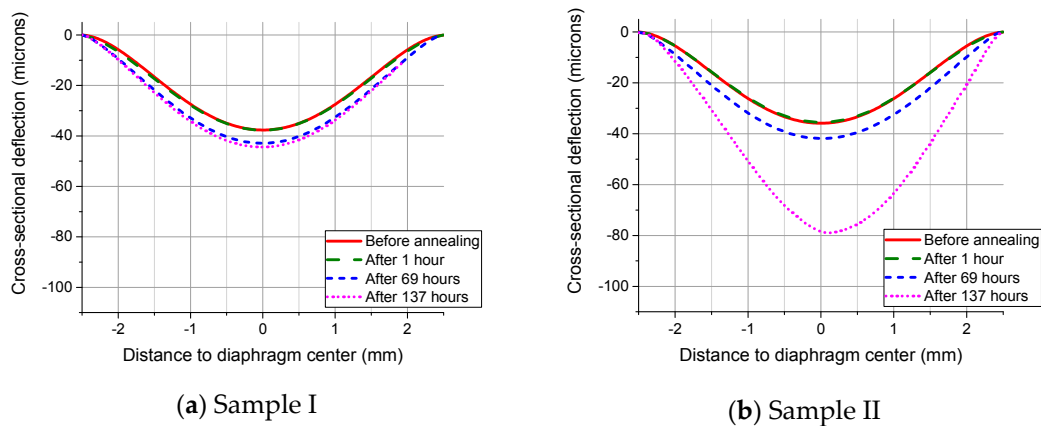 Cross-sectional deflection (microns)
0
-20
-40
-60
-80
-100
-2
-1
0
1
2
Distance to diaphragm center (mm)
Before annealing
After 1 hour
After 69 hours
After 137 hours
(a) Sample I
Cross-sectional deflection (microns)
0
-20
-40
-60
-80
-100
-2
-1
0
1
2
Distance to diaphragm center (mm)
Before annealing
After 1 hour
After 69 hours
After 137 hours
(b) Sample II